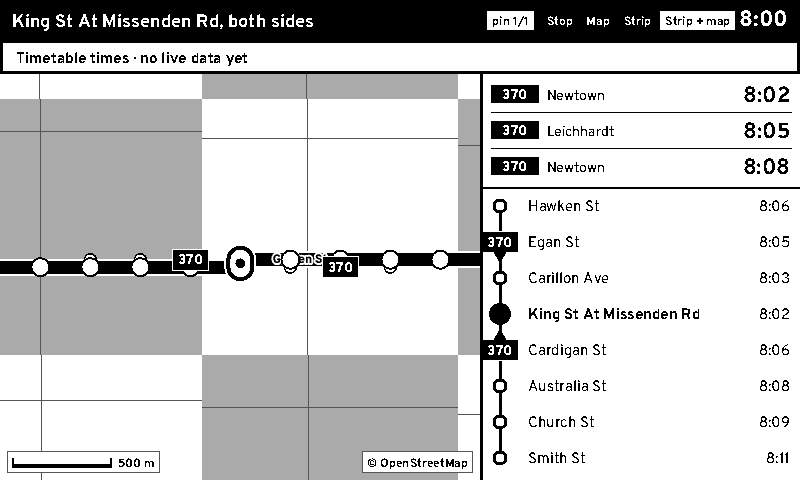 King St At Missenden Rd, both sides
pin 1/1 Stop Map Strip Strip + map 8:00
Timetable times · no live data yet
370 Newtown 8:02
370 Leichhardt 8:05
370 Newtown 8:08
370
370
500 m
© OpenStreetMap
Hawken St 8:06
370 Egan St 8:05
Carillon Ave 8:03
King St At Missenden Rd 8:02
370 Cardigan St 8:06
Australia St 8:08
Church St 8:09
Smith St 8:11